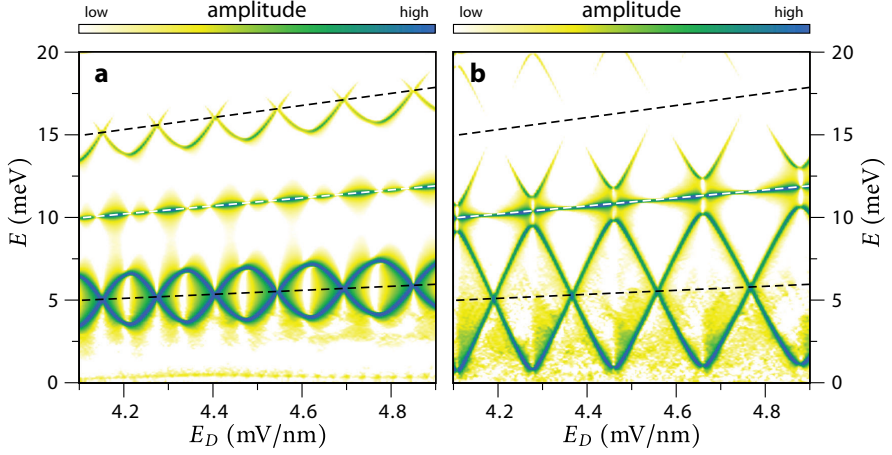 amplitude amplitude
low high low high
20 a b 20
15 15
E (meV) E (meV)
10 10
5 5
0 0
4.2 4.4 4.6 4.8 4.2 4.4 4.6 4.8
E_D (mV/nm) E_D (mV/nm)